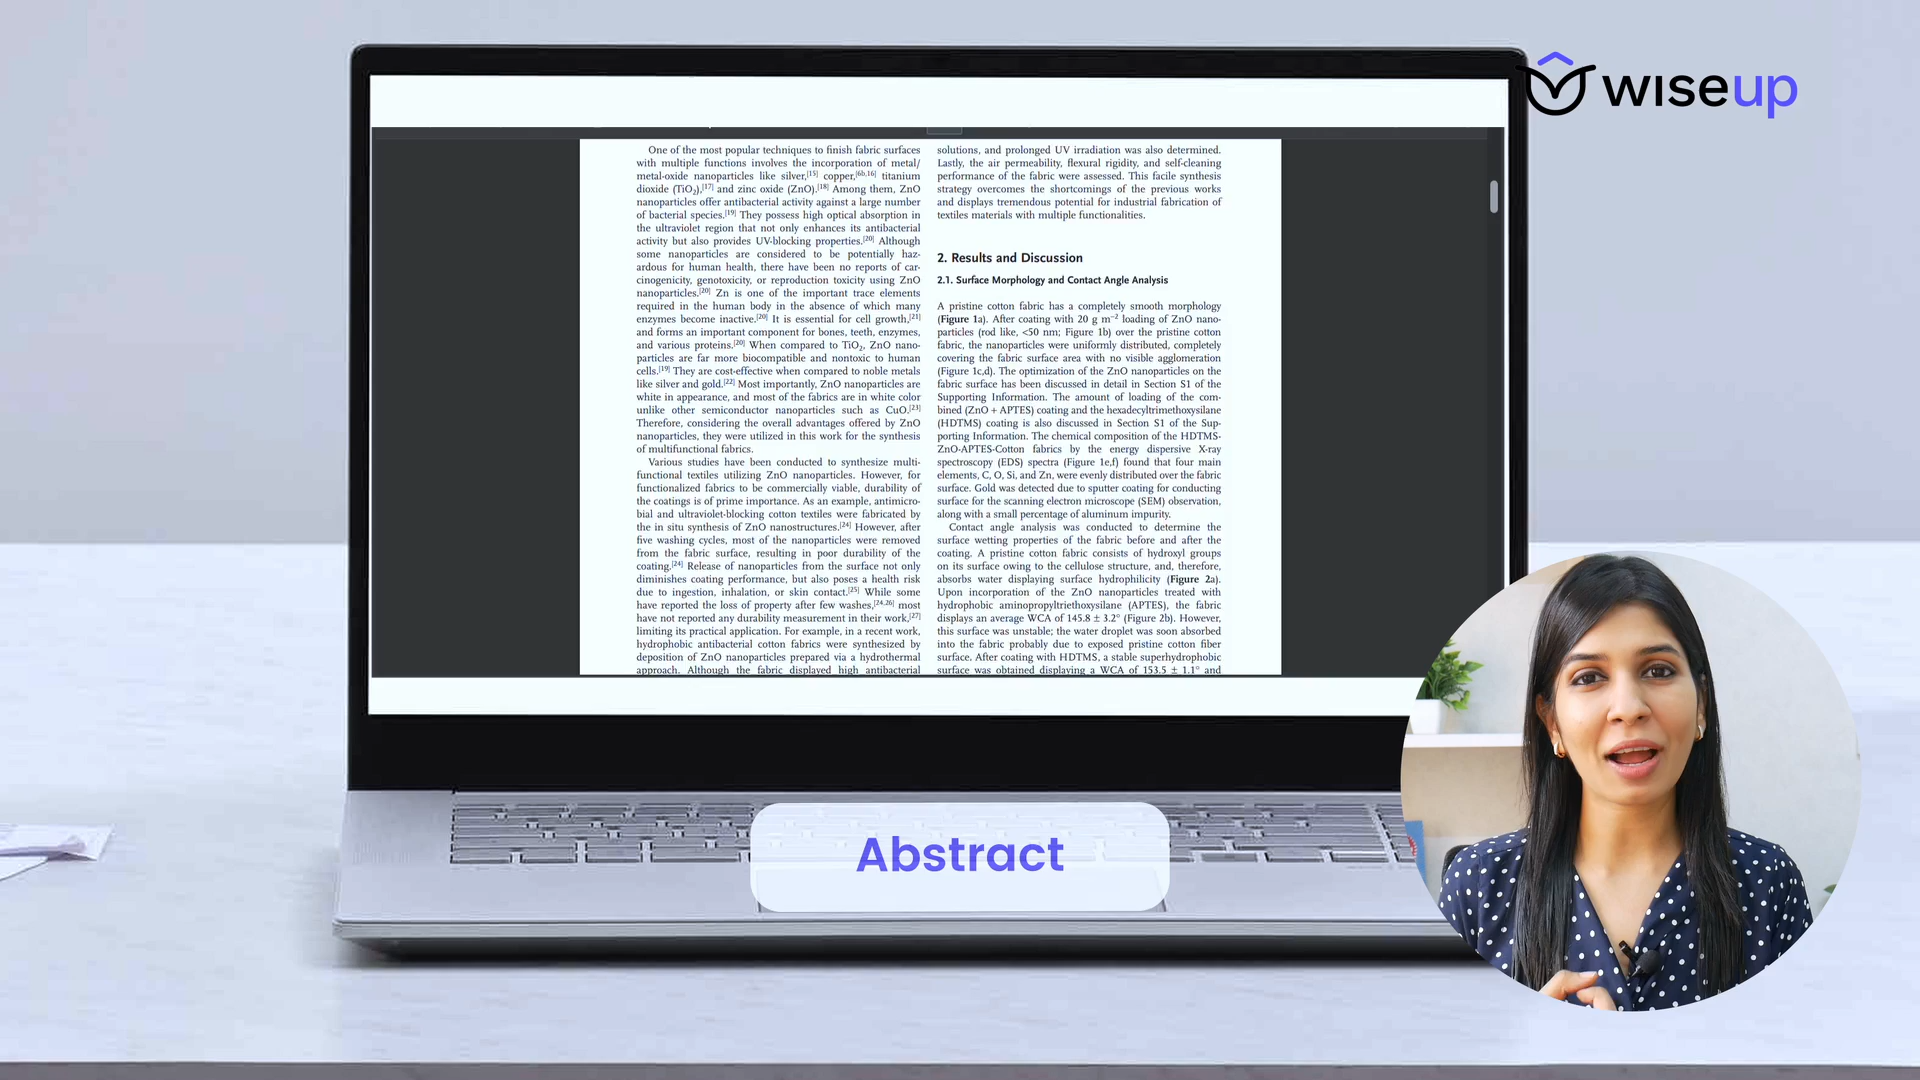 wiseup
One of the most popular techniques to finish fabric surfaces
with multiple functions involves the incorporation of metal/
metal-oxide nanoparticles like silver,[15] copper,[6b,16] titanium
dioxide (TiO₂),[17] and zinc oxide (ZnO).[18] Among them, ZnO
nanoparticles offer antibacterial activity against a large number
of bacterial species.[19] They possess high optical absorption in
the ultraviolet region that not only enhances its antibacterial
activity but also provides UV-blocking properties.[20] Although
some nanoparticles are considered to be potentially haz-
ardous for human health, there have been no reports of car-
cinogenicity, genotoxicity, or reproduction toxicity using ZnO
nanoparticles.[20] Zn is one of the important trace elements
required in the human body in the absence of which many
enzymes become inactive.[20] It is essential for cell growth,[21]
and forms an important component for bones, teeth, enzymes,
and various proteins.[20] When compared to TiO₂, ZnO nano-
particles are far more biocompatible and nontoxic to human
cells.[19] They are cost-effective when compared to noble metals
like silver and gold.[22] Most importantly, ZnO nanoparticles are
white in appearance, and most of the fabrics are in white color
unlike other semiconductor nanoparticles such as CuO.[23]
Therefore, considering the overall advantages offered by ZnO
nanoparticles, they were utilized in this work for the synthesis
of multifunctional fabrics.
Various studies have been conducted to synthesize multi-
functional textiles utilizing ZnO nanoparticles. However, for
functionalized fabrics to be commercially viable, durability of
the coatings is of prime importance. As an example, antimicro-
bial and ultraviolet-blocking cotton textiles were fabricated by
the in situ synthesis of ZnO nanostructures.[24] However, after
five washing cycles, most of the nanoparticles were removed
from the fabric surface, resulting in poor durability of the
coating.[24] Release of nanoparticles from the surface not only
diminishes coating performance, but also poses a health risk
due to ingestion, inhalation, or skin contact.[25] While some
have reported the loss of property after few washes,[24,26] most
have not reported any durability measurement in their work,[27]
limiting its practical application. For example, in a recent work,
hydrophobic antibacterial cotton fabrics were synthesized by
deposition of ZnO nanoparticles prepared via a hydrothermal
approach. Although the fabric displayed high antibacterial
solutions, and prolonged UV irradiation was also determined.
Lastly, the air permeability, flexural rigidity, and self-cleaning
performance of the fabric were assessed. This facile synthesis
strategy overcomes the shortcomings of the previous works
and displays tremendous potential for industrial fabrication of
textiles materials with multiple functionalities.
2. Results and Discussion
2.1. Surface Morphology and Contact Angle Analysis
A pristine cotton fabric has a completely smooth morphology
(Figure 1a). After coating with 20 g m⁻² loading of ZnO nano-
particles (rod like, <50 nm; Figure 1b) over the pristine cotton
fabric, the nanoparticles were uniformly distributed, completely
covering the fabric surface area with no visible agglomeration
(Figure 1c,d). The optimization of the ZnO nanoparticles on the
fabric surface has been discussed in detail in Section S1 of the
Supporting Information. The amount of loading of the com-
bined (ZnO + APTES) coating and the hexadecyltrimethoxysilane
(HDTMS) coating is also discussed in Section S1 of the Sup-
porting Information. The chemical composition of the HDTMS-
ZnO-APTES-Cotton fabrics by the energy dispersive X-ray
spectroscopy (EDS) spectra (Figure 1e,f) found that four main
elements, C, O, Si, and Zn, were evenly distributed over the fabric
surface. Gold was detected due to sputter coating for conducting
surface for the scanning electron microscope (SEM) observation,
along with a small percentage of aluminum impurity.
Contact angle analysis was conducted to determine the
surface wetting properties of the fabric before and after the
coating. A pristine cotton fabric consists of hydroxyl groups
on its surface owing to the cellulose structure, and, therefore,
absorbs water displaying surface hydrophilicity (Figure 2a).
Upon incorporation of the ZnO nanoparticles treated with
hydrophobic aminopropyltriethoxysilane (APTES), the fabric
displays an average WCA of 145.8 ± 3.2° (Figure 2b). However,
this surface was unstable; the water droplet was soon absorbed
into the fabric probably due to exposed pristine cotton fiber
surface. After coating with HDTMS, a stable superhydrophobic
surface was obtained displaying a WCA of 153.5 ± 1.1° and
Abstract